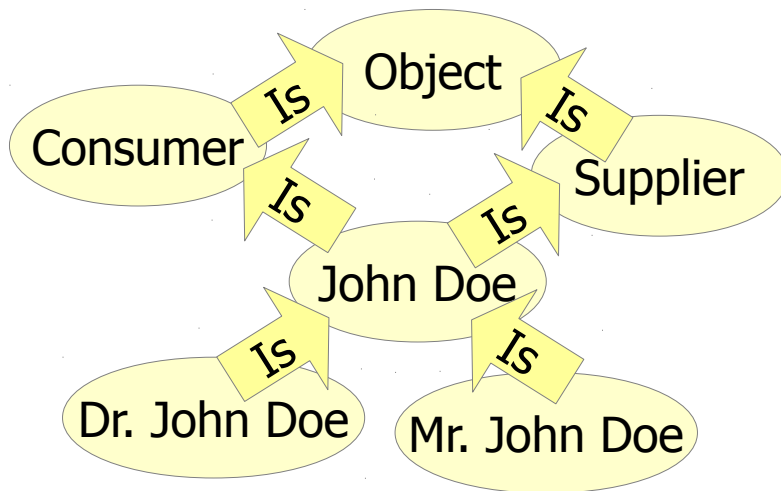 Object
Is
Is
Consumer
Supplier
Is
Is
John Doe
Is
Is
Dr. John Doe
Mr. John Doe